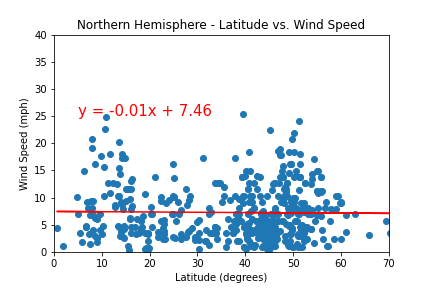 Northern Hemisphere - Latitude vs. Wind Speed
40
35
30
25
20
15
10
5
0
Wind Speed (mph)
y = -0.01x + 7.46
0 10 20 30 40 50 60 70
Latitude (degrees)